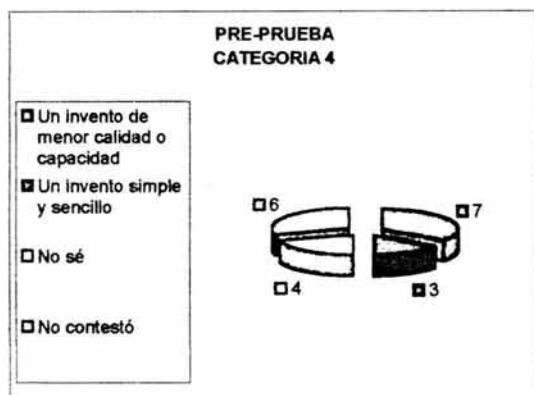 PRE-PRUEBA
CATEGORIA 4
Un invento de
menor calidad o
capacidad
Un invento simple
y sencillo
No sé
No contestó
6
7
4
3